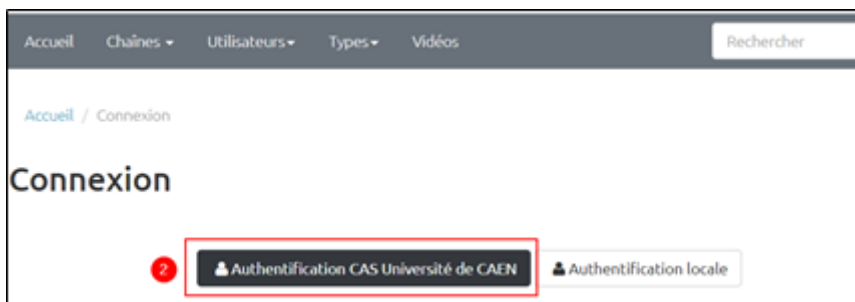 Accueil Chaînes Utilisateurs Types Vidéos Rechercher
Accueil / Connexion
Connexion
2 Authentification CAS Université de CAEN Authentification locale